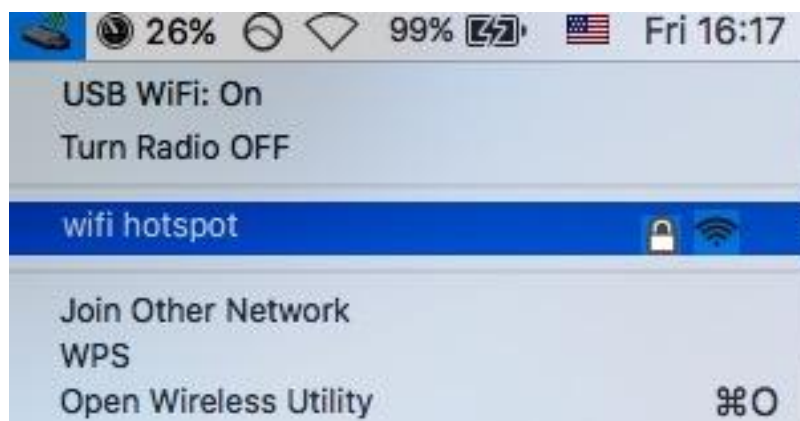 26% 99% Fri 16:17
USB WiFi: On
Turn Radio OFF
wifi hotspot
Join Other Network
WPS
Open Wireless Utility ⌘O